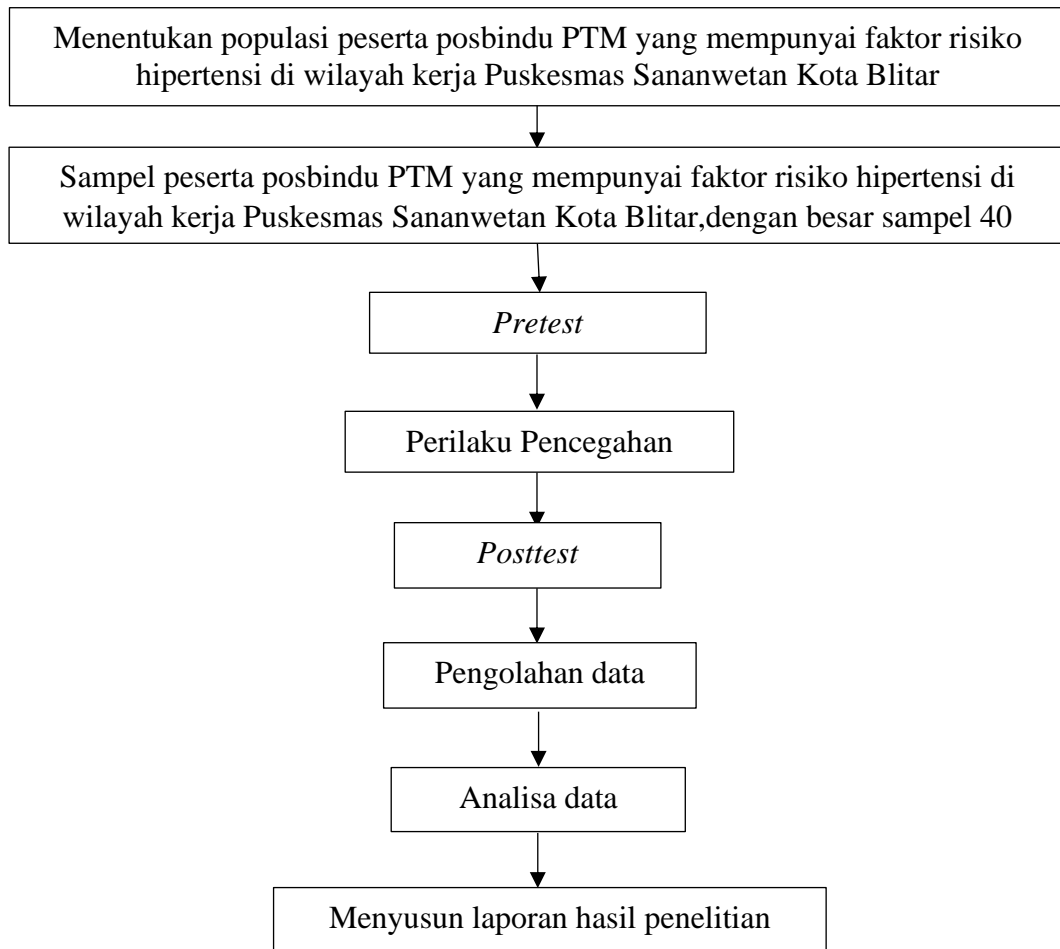 Menentukan populasi peserta posbindu PTM yang mempunyai faktor risiko
hipertensi di wilayah kerja Puskesmas Sananwetan Kota Blitar
Sampel peserta posbindu PTM yang mempunyai faktor risiko hipertensi di
wilayah kerja Puskesmas Sananwetan Kota Blitar,dengan besar sampel 40
Pretest
Perilaku Pencegahan
Posttest
Pengolahan data
Analisa data
Menyusun laporan hasil penelitian